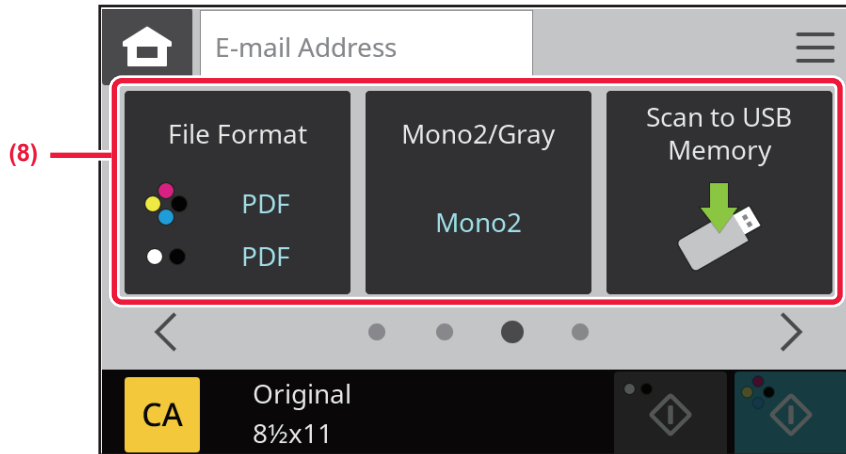 E-mail Address
(8)
File Format
PDF
PDF
Mono2/Gray
Mono2
Scan to USB
Memory
CA
Original
8½x11